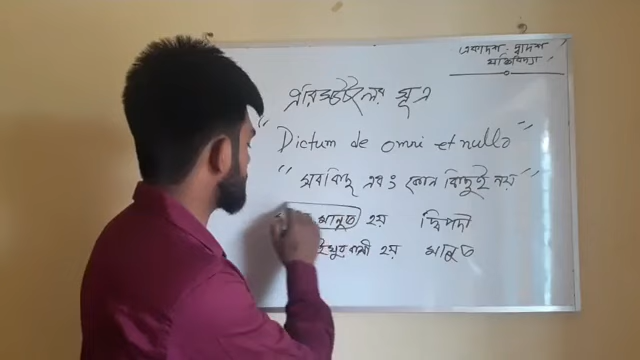 একাদশ - দ্বাদশ
যুক্তিবিদ্যা
এরিস্টটলের সূত্র
"Dictum de omni et nullo"
"সবকিছু এবং কোন কিছুই নয়"
মানুষ হয় দ্বিপদী
হয় মানুষ